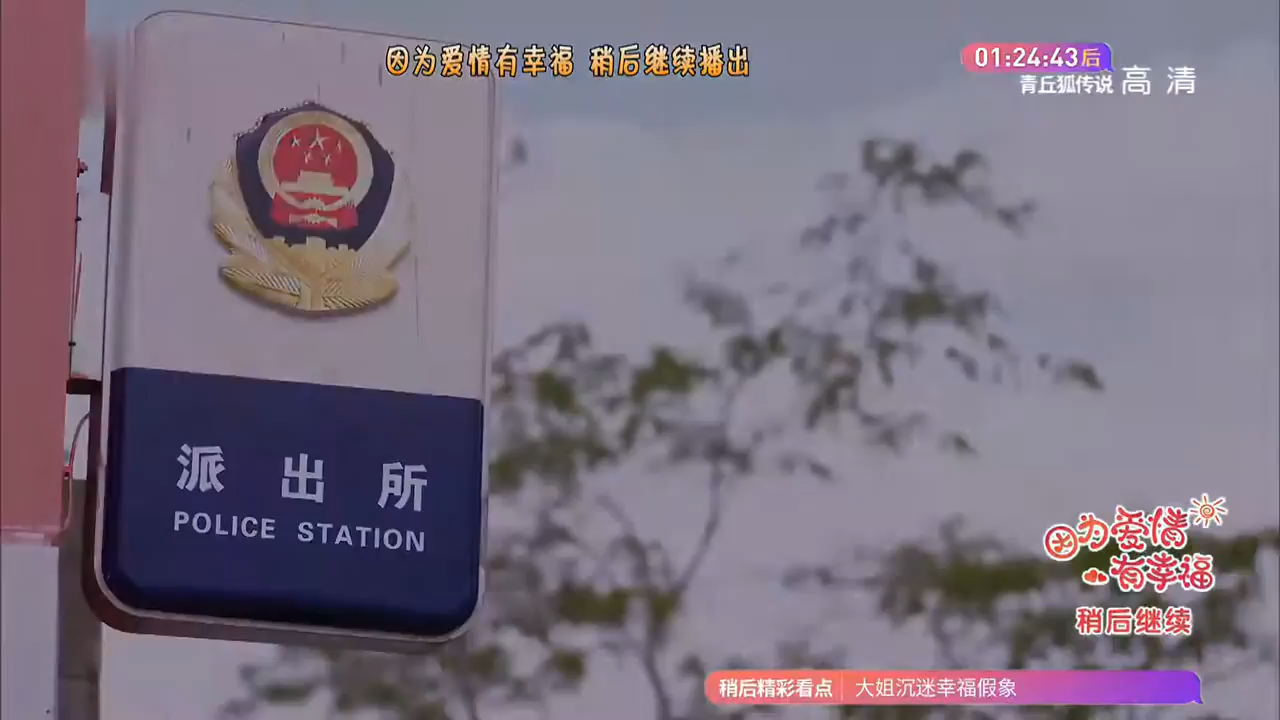 因为爱情有幸福 稍后继续播出
01:24:43后
青丘狐传说 高清
派出所
POLICE STATION
因为爱情
有幸福
稍后继续
稍后精彩看点 大姐沉迷幸福假象